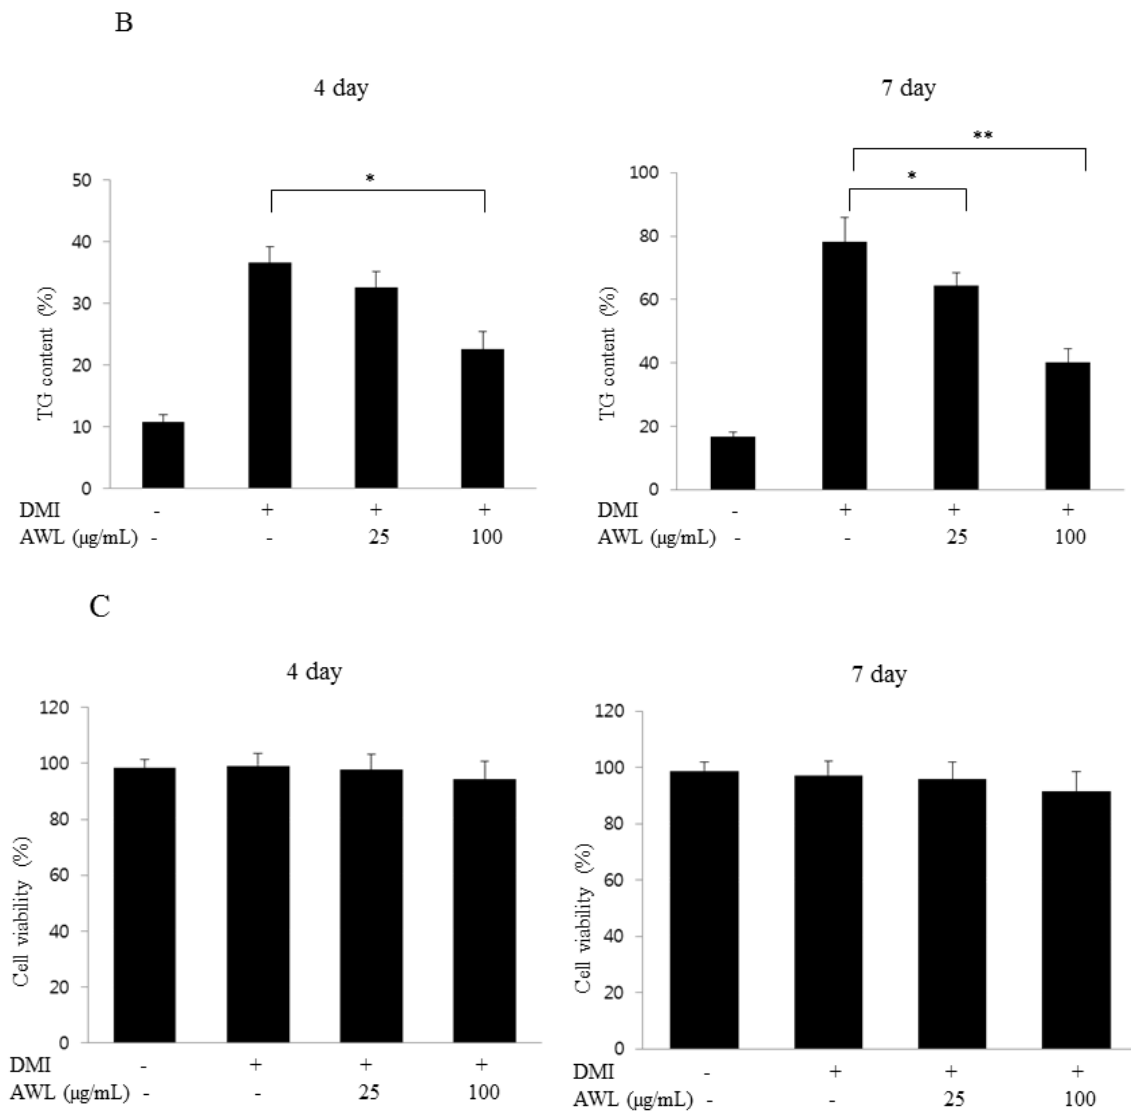 B
4 day
*
50
40
30
20
10
0
TG content (%)
DMI - + + +
AWL (μg/mL) - - 25 100
7 day
**
*
100
80
60
40
20
0
TG content (%)
DMI - + + +
AWL (μg/mL) - - 25 100
C
4 day
120
100
80
60
40
20
0
Cell viability (%)
DMI - + + +
AWL (μg/mL) - - 25 100
7 day
120
100
80
60
40
20
0
Cell viability (%)
DMI - + + +
AWL (μg/mL) - - 25 100